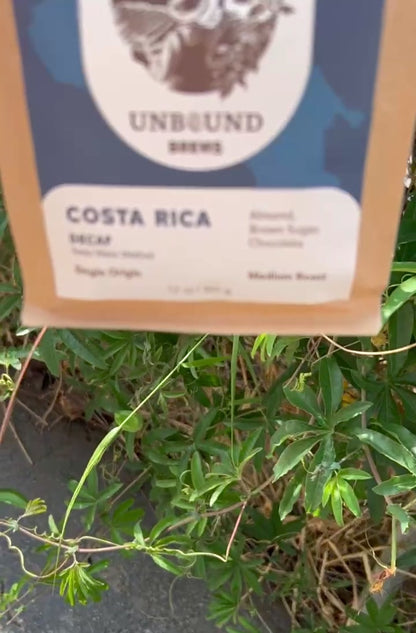 UNBOUND
BREWS
COSTA RICA
DECAF
Single Origin
Almond,
Brown Sugar
Chocolate
Medium Roast